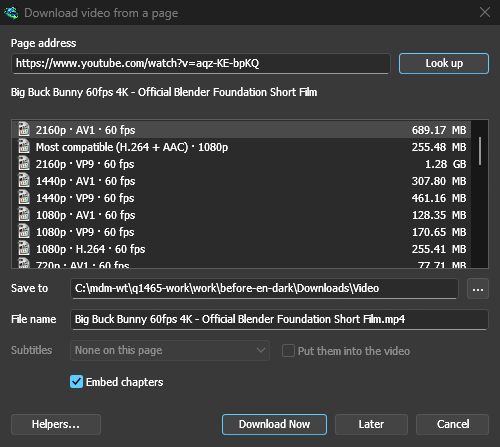 Download video from a page
Page address
https://www.youtube.com/watch?v=aqz-KE-bpKQ Look up
Big Buck Bunny 60fps 4K - Official Blender Foundation Short Film
2160p · AV1 · 60 fps 689.17 MB
Most compatible (H.264 + AAC) · 1080p 255.48 MB
2160p · VP9 · 60 fps 1.28 GB
1440p · AV1 · 60 fps 307.80 MB
1440p · VP9 · 60 fps 461.16 MB
1080p · AV1 · 60 fps 128.35 MB
1080p · VP9 · 60 fps 170.65 MB
1080p · H.264 · 60 fps 255.41 MB
720p · AV1 · 60 fps 77.71 MB
Save to C:\mdm-wt\q1465-work\work\before-en-dark\Downloads\Video ...
File name Big Buck Bunny 60fps 4K - Official Blender Foundation Short Film.mp4
Subtitles None on this page Put them into the video
Embed chapters
Helpers... Download Now Later Cancel